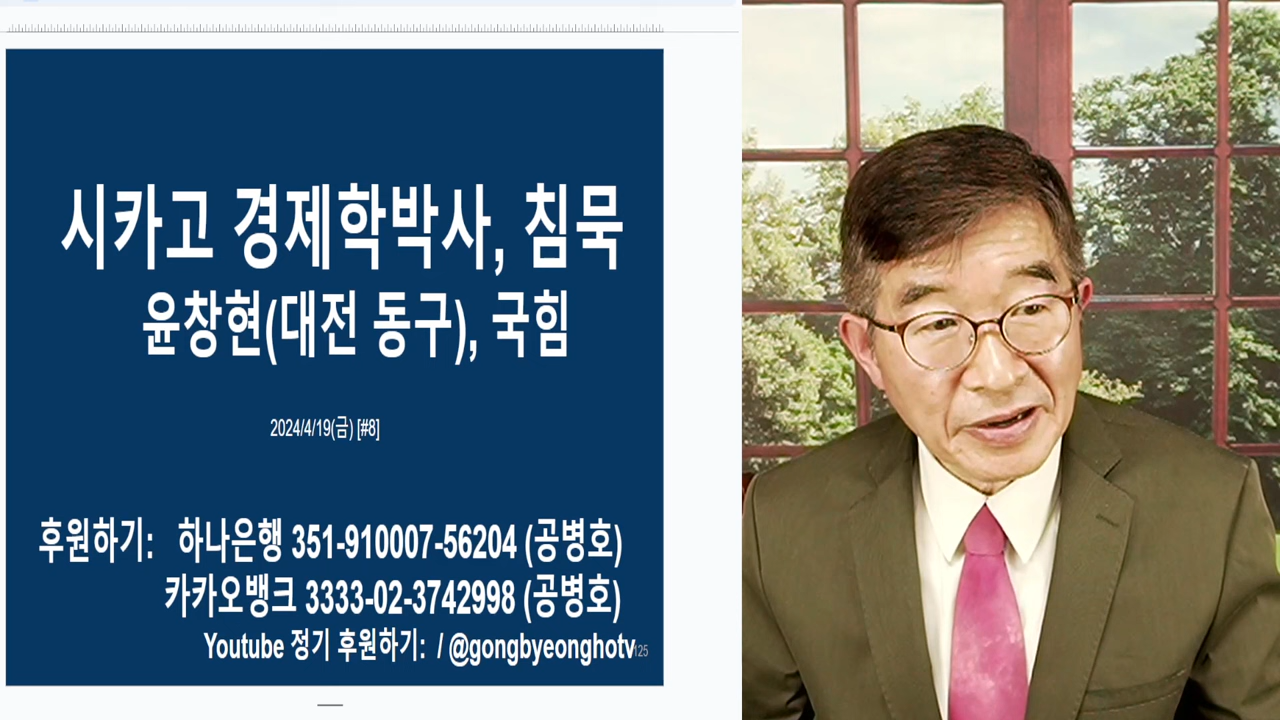 시카고 경제학박사, 침묵
윤창현(대전 동구), 국힘
2024/4/19(금) [#8]
후원하기: 하나은행 351-910007-56204 (공병호)
카카오뱅크 3333-02-3742998 (공병호)
Youtube 정기 후원하기: / @gongbyeonghotv
125